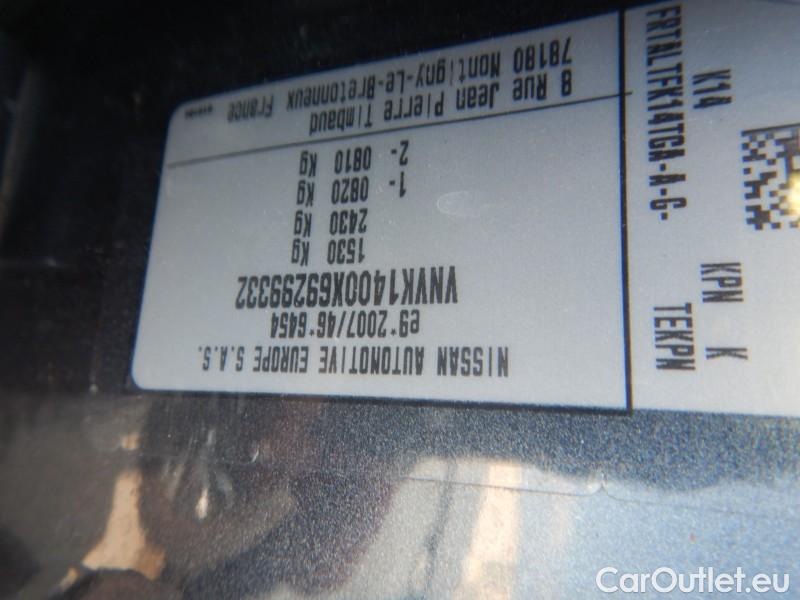 NISSAN AUTOMOTIVE EUROPE S.A.S.
e9*2007/46*6454
VNVK1400X69299332
1530 Kg
2430 Kg
1- 0820 Kg
2- 0810 Kg
8 Rue Jean Pierre Timbaud
78180 Montigny-Le-Bretonneux France
TEKPN
KPN K
K14
FRTALTEK14TGA-A-G-
CarOutlet.eu